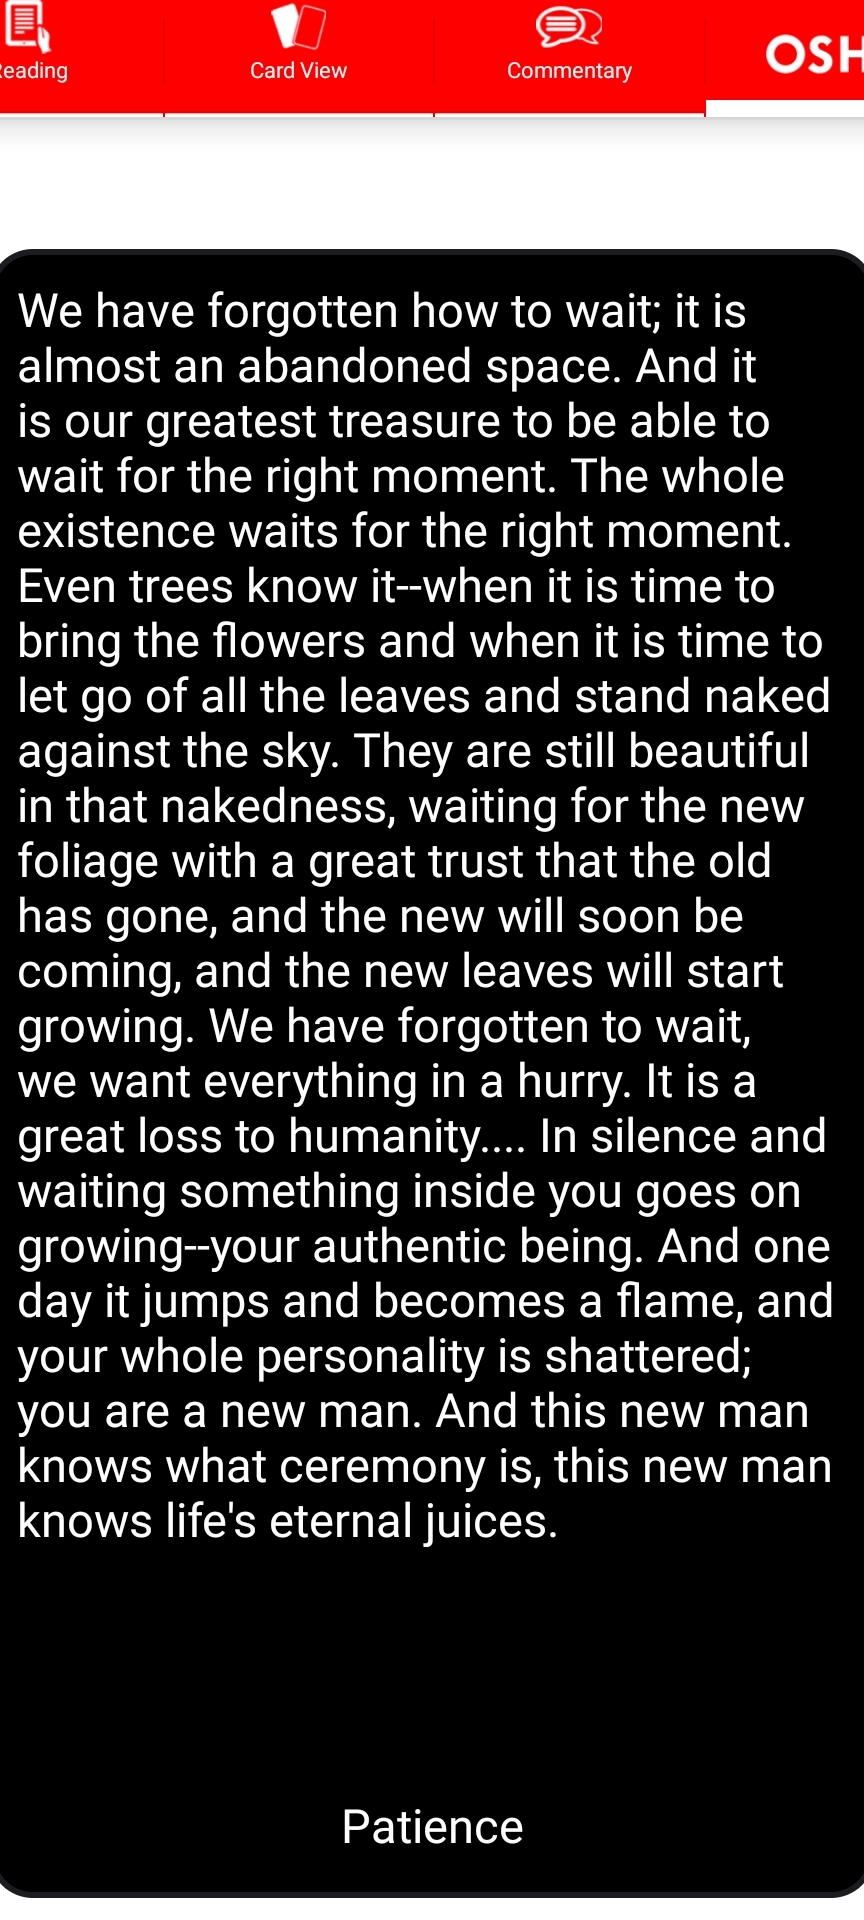 Card View
Commentary
We have forgotten how to wait; it is
almost an abandoned space. And it
is our greatest treasure to be able to
wait for the right moment. The whole
existence waits for the right moment.
Even trees know it--when it is time to
bring the flowers and when it is time to
let go of all the leaves and stand naked
against the sky. They are still beautiful
in that nakedness, waiting for the new
foliage with a great trust that the old
has gone, and the new will soon be
coming, and the new leaves will start
growing. We have forgotten to wait,
we want everything in a hurry. It is a
great loss to humanity.... In silence and
waiting something inside you goes on
growing--your authentic being. And one
day it jumps and becomes a flame, and
your whole personality is shattered;
you are a new man. And this new man
knows what ceremony is, this new man
knows life's eternal juices.
Patience